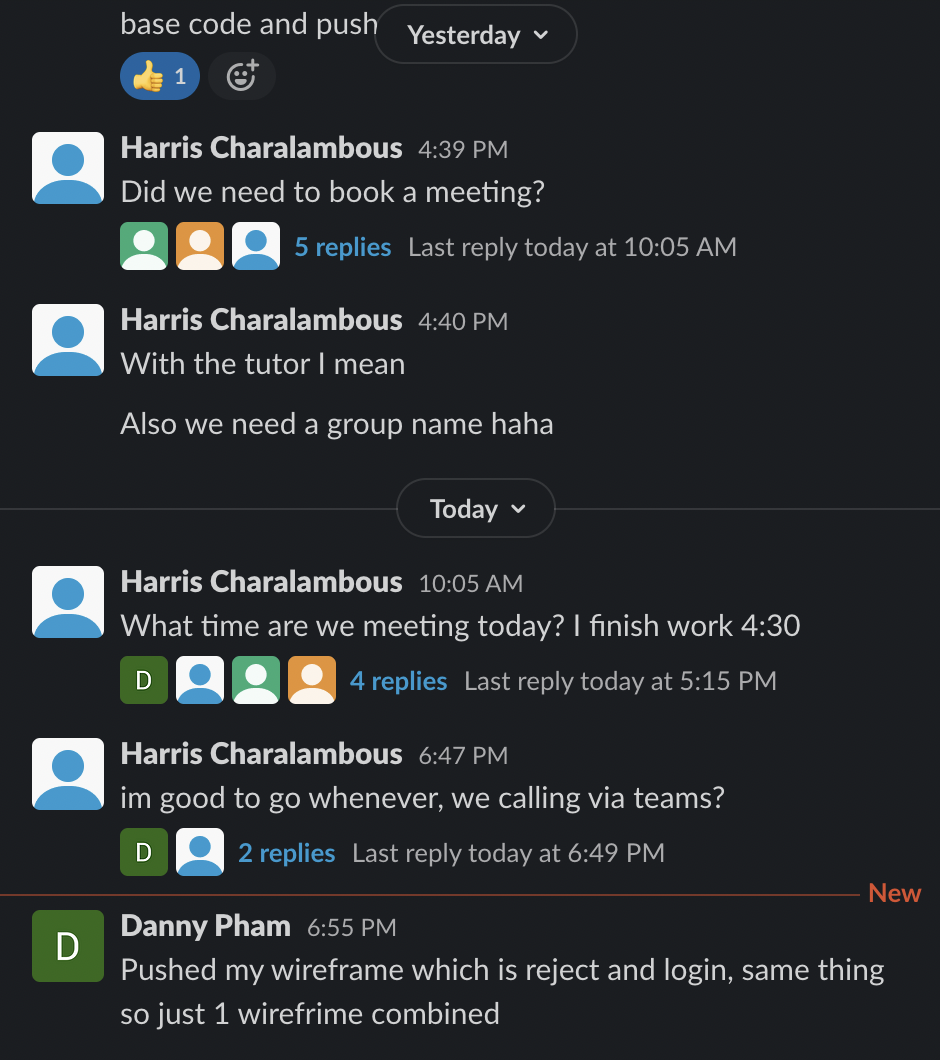 base code and push
Yesterday
1
Harris Charalambous 4:39 PM
Did we need to book a meeting?
5 replies Last reply today at 10:05 AM
Harris Charalambous 4:40 PM
With the tutor I mean
Also we need a group name haha
Today
Harris Charalambous 10:05 AM
What time are we meeting today? I finish work 4:30
D 4 replies Last reply today at 5:15 PM
Harris Charalambous 6:47 PM
im good to go whenever, we calling via teams?
D 2 replies Last reply today at 6:49 PM
New
D Danny Pham 6:55 PM
Pushed my wireframe which is reject and login, same thing
so just 1 wirefrime combined